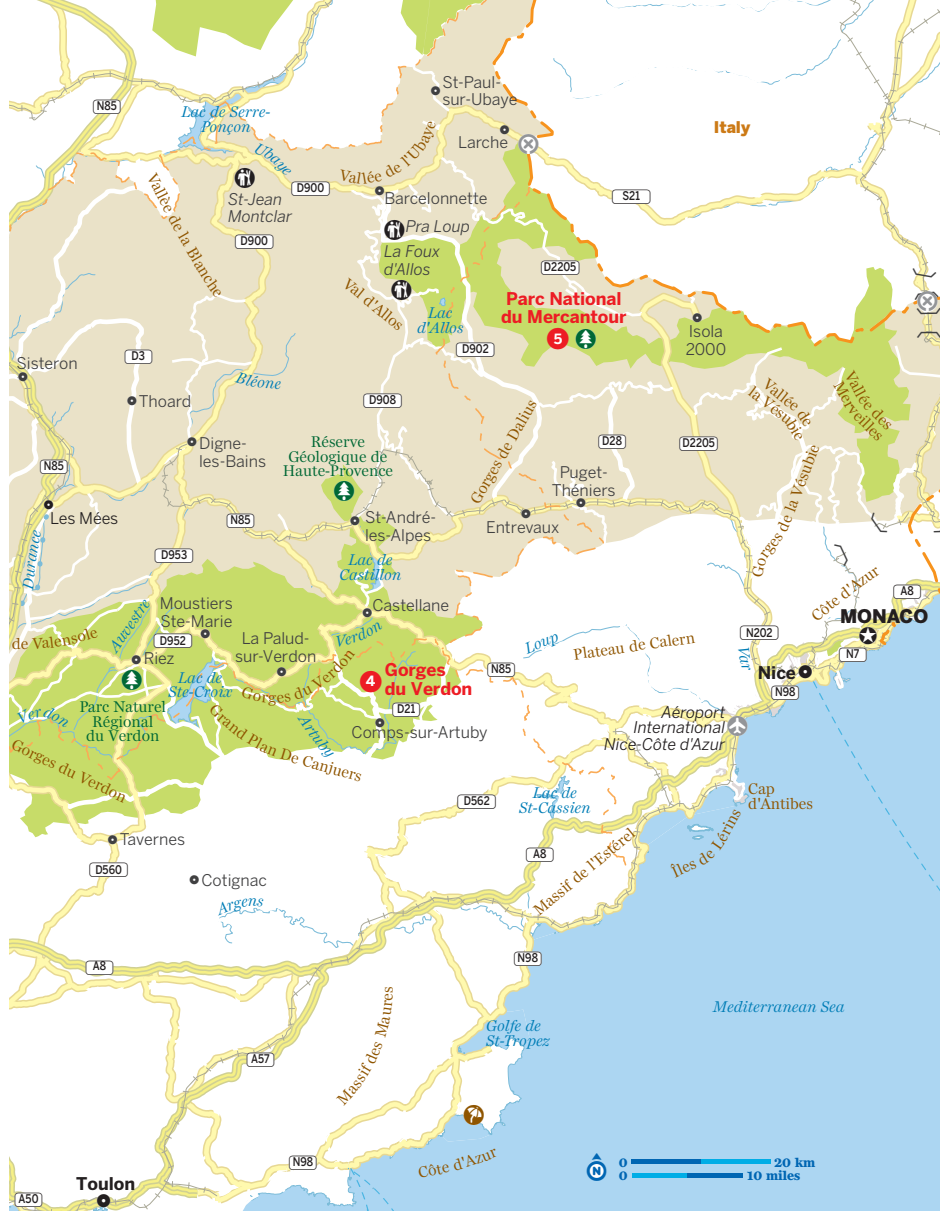 St-Paul-
sur-Ubaye
N85
Lac de Serre-
Ponçon
Italy
Larche
Ubaye
Vallée de l'Ubaye
St-Jean
Montclar
D900
Barcelonnette
S21
Vallée de la Blanche
D900
Pra Loup
La Foux
d'Allos
D2205
Val d'Allos
Parc National
du Mercantour
5
Lac
d'Allos
Isola
2000
D902
Sisteron
D3
Bléone
Thoard
D908
Vallée de
la Vésubie
Vallée des
Merveilles
Digne-
les-Bains
Réserve
Géologique de
Haute-Provence
Gorges de Dalius
D28
D2205
N85
Puget-
Théniers
Gorges de la Vésubie
Les Mées
N85
St-André-
les-Alpes
Entrevaux
Durance
D953
Lac de
Castillon
Côte d'Azur
A8
Moustiers
Ste-Marie
Castellane
MONACO
de Valensole
Auvestre
D952
La Palud-
sur-Verdon
Verdon
Loup
Plateau de Calern
N202
N7
Riez
Lac de
Ste-Croix
Gorges du Verdon
4
Gorges
du Verdon
N85
Var
Nice
N98
Verdon
Parc Naturel
Régional
du Verdon
D21
Artuby
Comps-sur-Artuby
Aéroport
International
Nice-Côte d'Azur
Grand Plan De Canjuers
Gorges du Verdon
D562
Lac de
St-Cassien
Cap
d'Antibes
Tavernes
Îles de Lérins
A8
Massif de l'Estérel
D560
Cotignac
Argens
A8
N98
Massif des Maures
Mediterranean Sea
Golfe de
St-Tropez
A57
N98
Côte d'Azur
N
0 20 km
0 10 miles
Toulon
A50